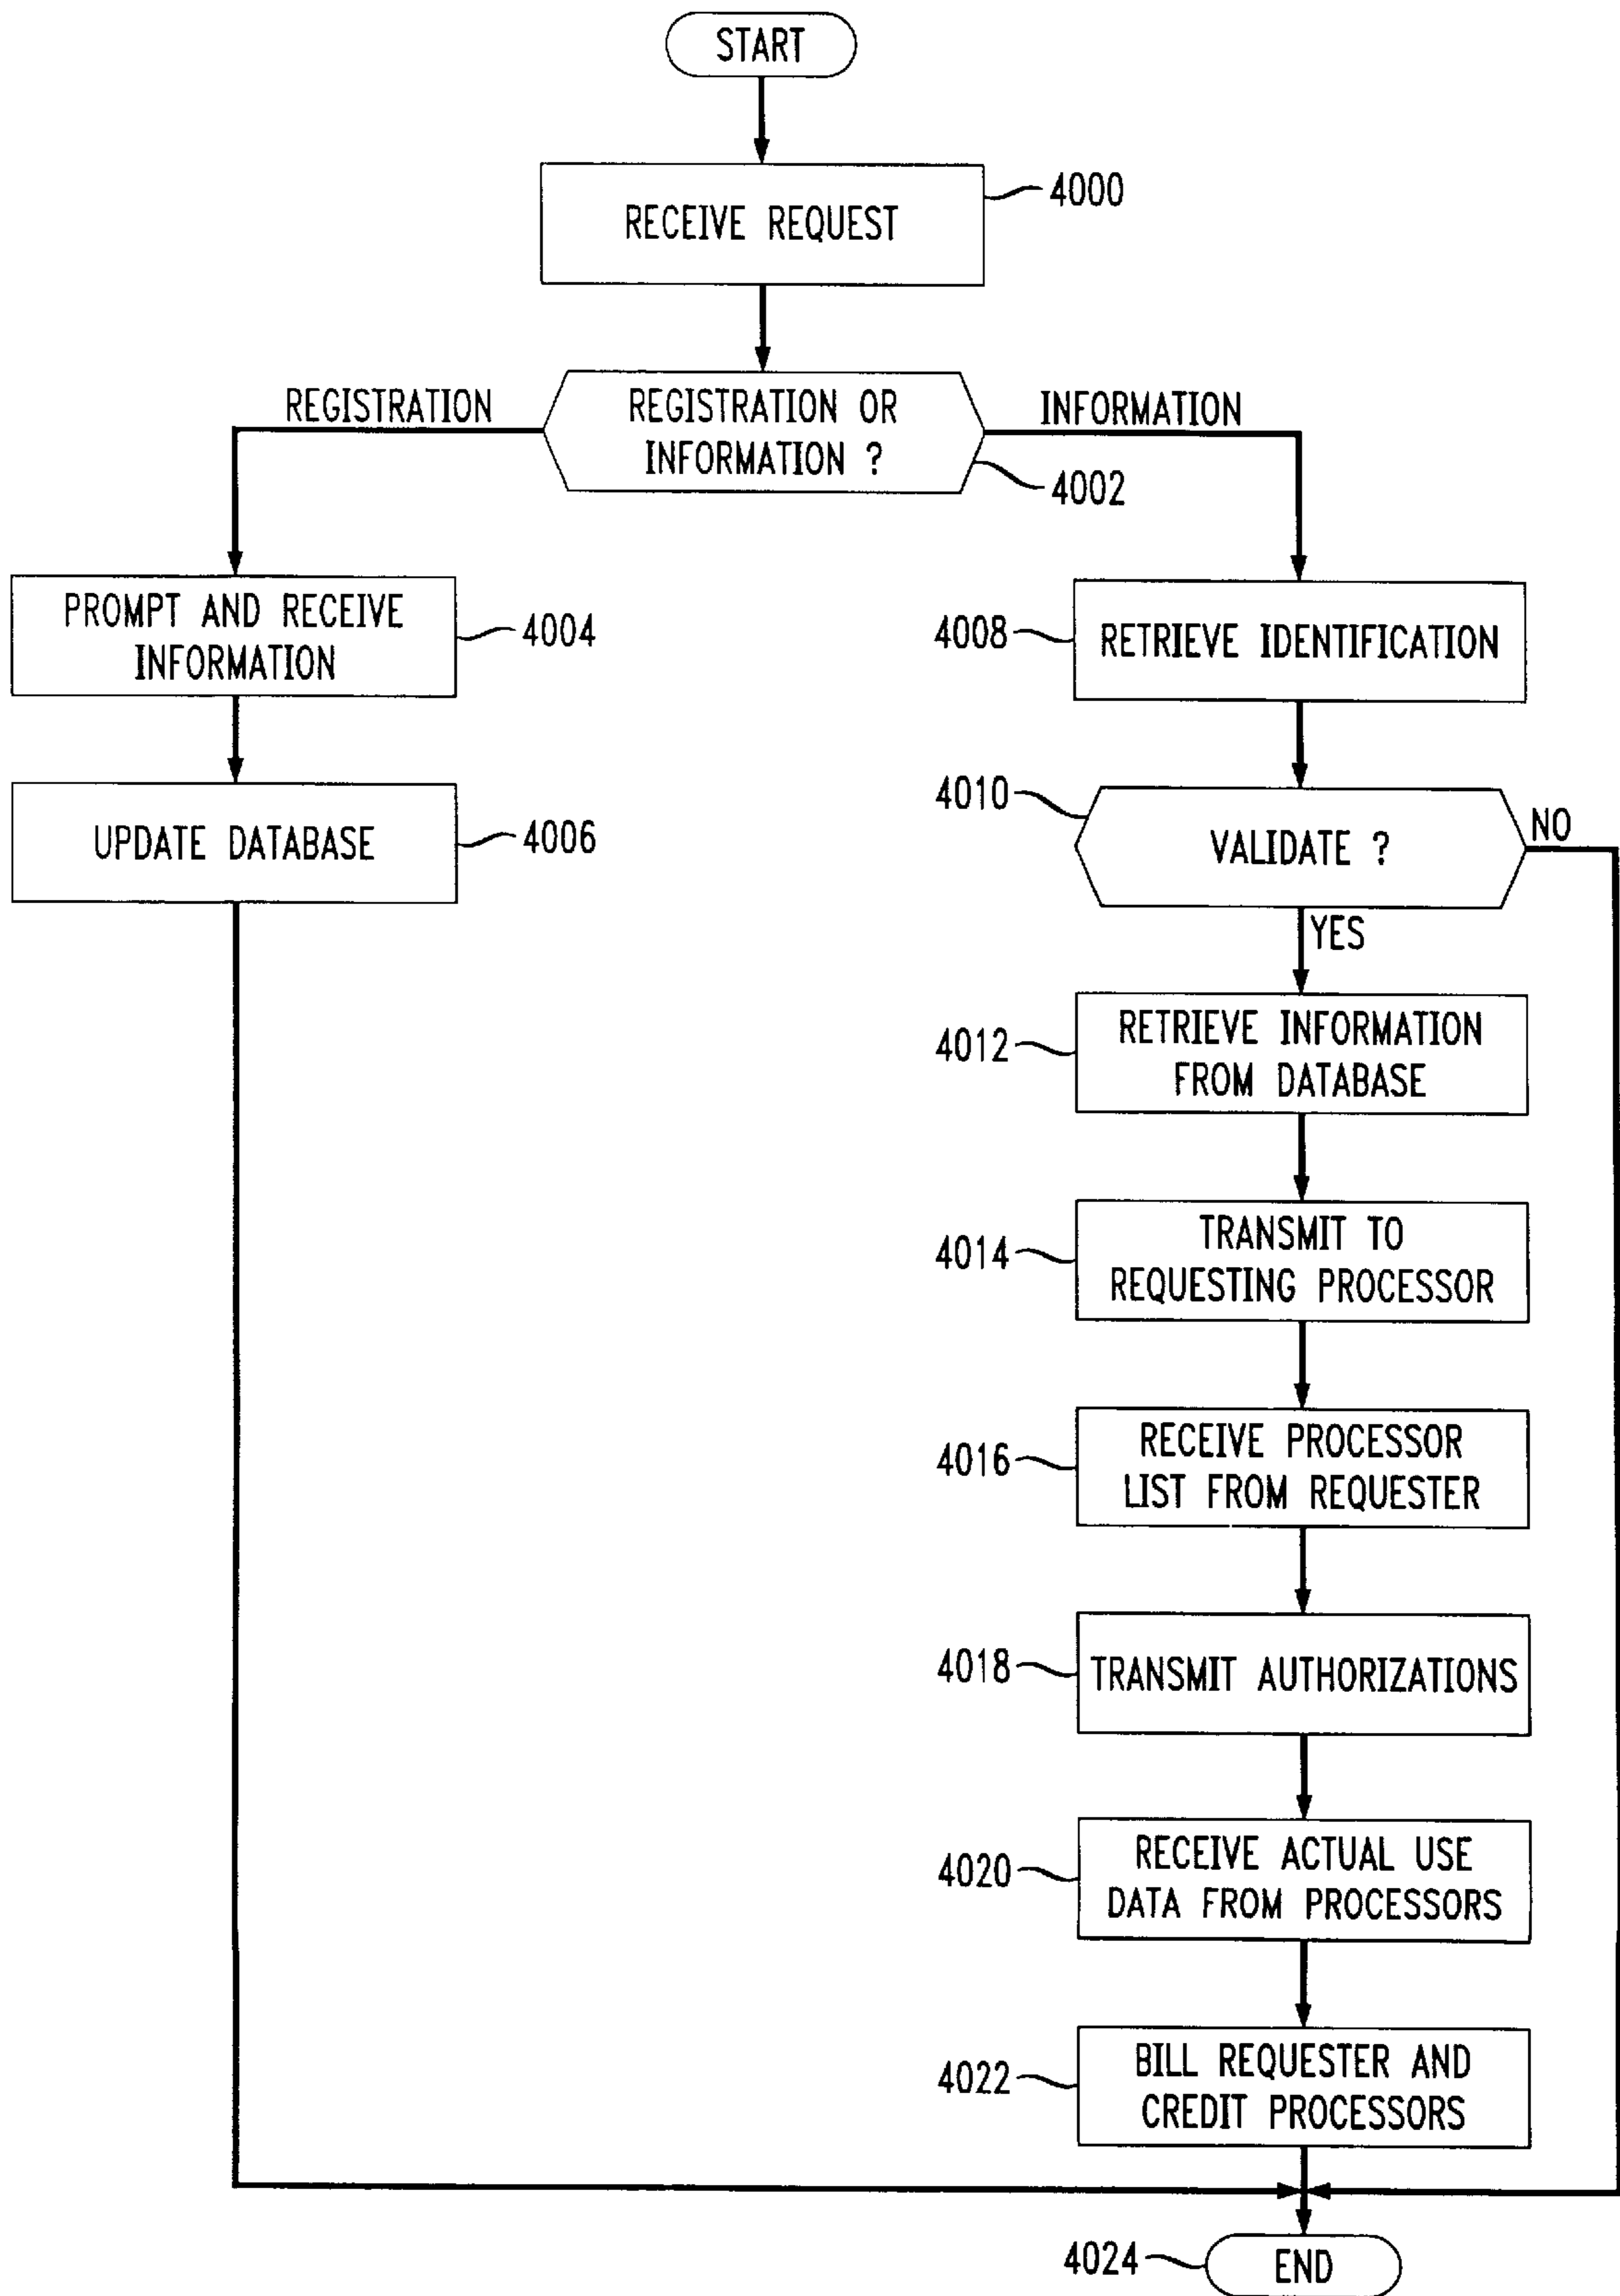 START
RECEIVE REQUEST
4000
REGISTRATION
REGISTRATION OR
INFORMATION ?
INFORMATION
4002
PROMPT AND RECEIVE
INFORMATION
4004
4008
RETRIEVE IDENTIFICATION
UPDATE DATABASE
4006
4010
VALIDATE ?
NO
YES
4012
RETRIEVE INFORMATION
FROM DATABASE
4014
TRANSMIT TO
REQUESTING PROCESSOR
4016
RECEIVE PROCESSOR
LIST FROM REQUESTER
4018
TRANSMIT AUTHORIZATIONS
4020
RECEIVE ACTUAL USE
DATA FROM PROCESSORS
4022
BILL REQUESTER AND
CREDIT PROCESSORS
4024
END